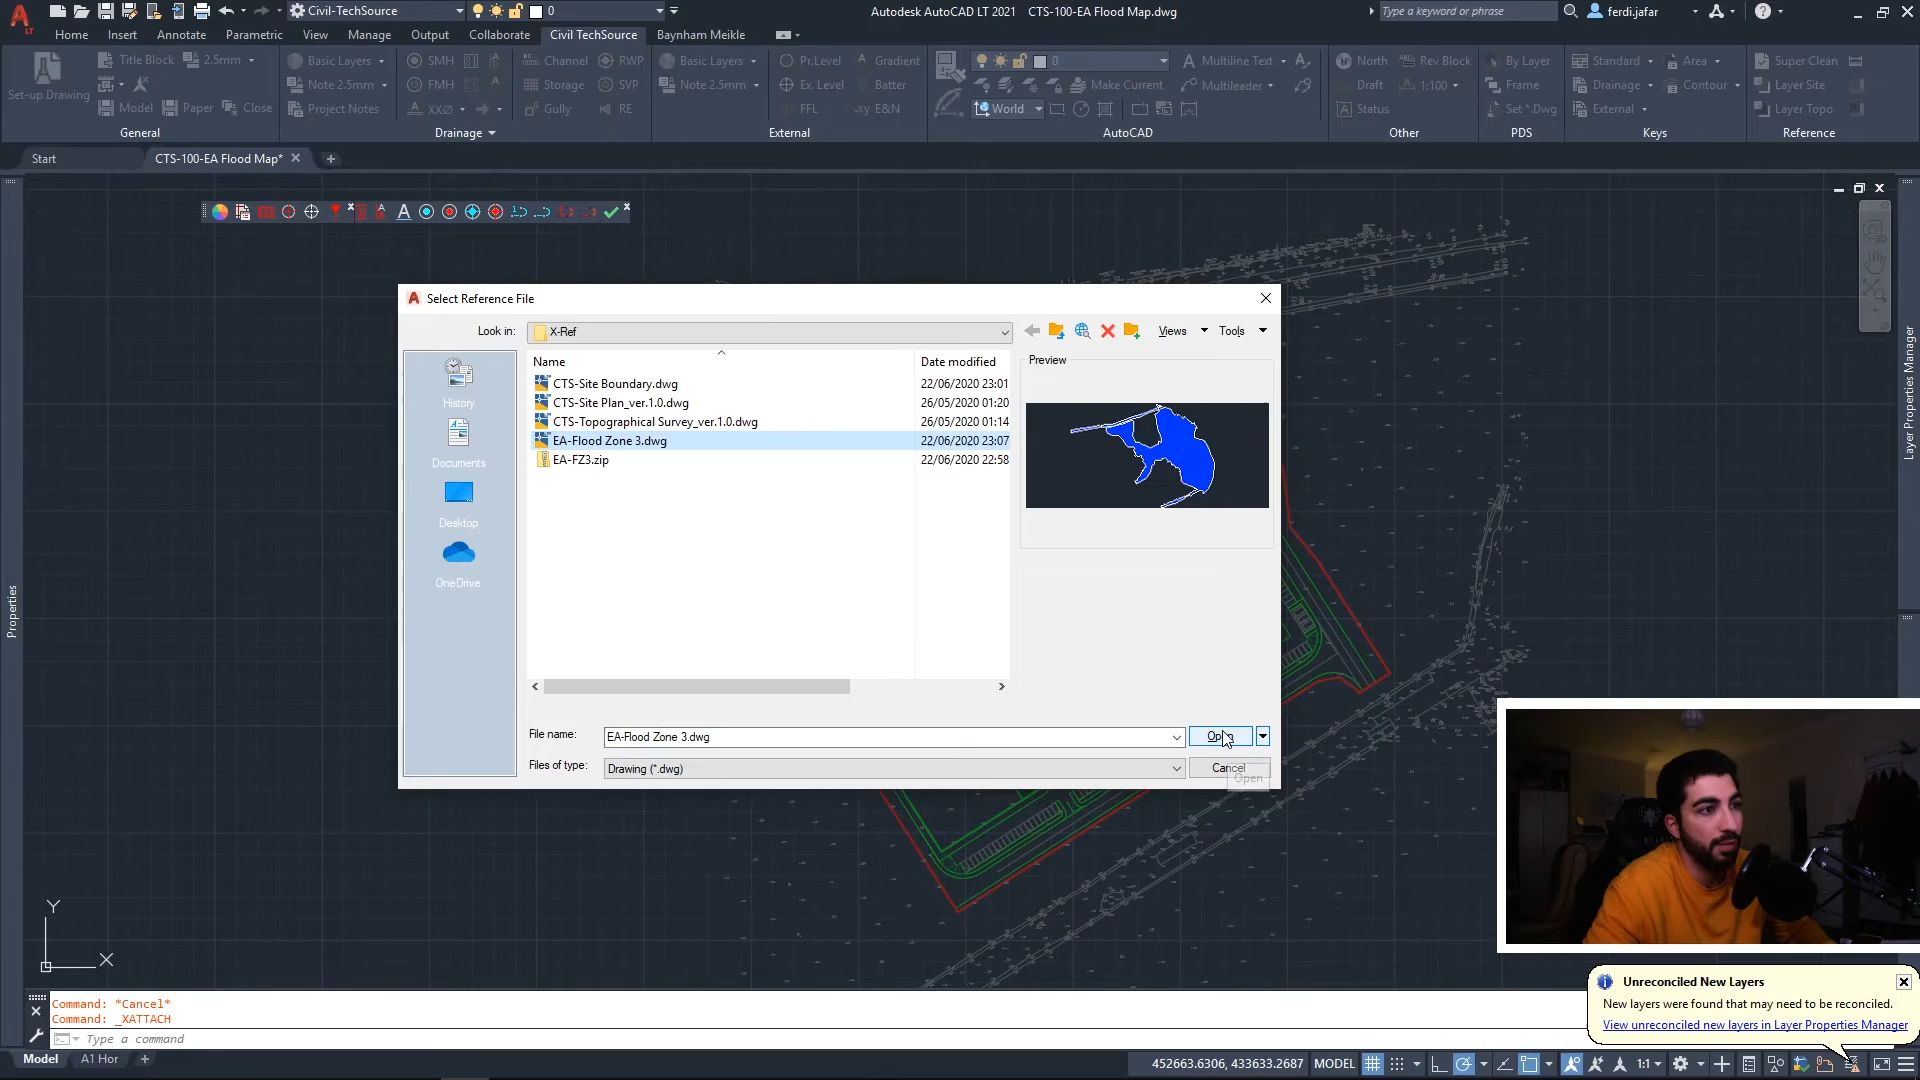 Civil-TechSource
0
Autodesk AutoCAD LT 2021 CTS-100-EA Flood Map.dwg
Type a keyword or phrase
ferdi.jafar
LT
Home Insert Annotate Parametric View Manage Output Collaborate Civil TechSource Baynham Meikle
Set-up Drawing
Title Block
2.5mm
Model
Paper
Close
General
Basic Layers
Note 2.5mm
Project Notes
SMH
FMH
XX
Channel
Storage
Gully
RWP
SVP
RE
Drainage
Basic Layers
Note 2.5mm
Pr.Level
Ex. Level
FFL
Gradient
Batter
E&N
External
0
Make Current
World
Multiline Text
Multileader
AutoCAD
North
Draft
Status
Rev Block
1:100
Other
By Layer
Frame
Set *.Dwg
PDS
Standard
Drainage
External
Area
Contour
Keys
Super Clean
Layer Site
Layer Topo
Reference
Start
CTS-100-EA Flood Map*
Select Reference File
Look in:
X-Ref
Views
Tools
Name
Date modified
Preview
CTS-Site Boundary.dwg 22/06/2020 23:01
CTS-Site Plan_ver.1.0.dwg 26/05/2020 01:20
CTS-Topographical Survey_ver.1.0.dwg 26/05/2020 01:14
EA-Flood Zone 3.dwg 22/06/2020 23:07
EA-FZ3.zip 22/06/2020 22:58
History
Documents
Desktop
OneDrive
File name:
EA-Flood Zone 3.dwg
Open
Files of type:
Drawing (*.dwg)
Cancel
Open
Properties
Layer Properties Manager
Y
X
Command: *Cancel*
Command: _XATTACH
Type a command
Unreconciled New Layers
New layers were found that may need to be reconciled.
View unreconciled new layers in Layer Properties Manager
Model
A1 Hor
452663.6306, 433633.2687
MODEL
1:1